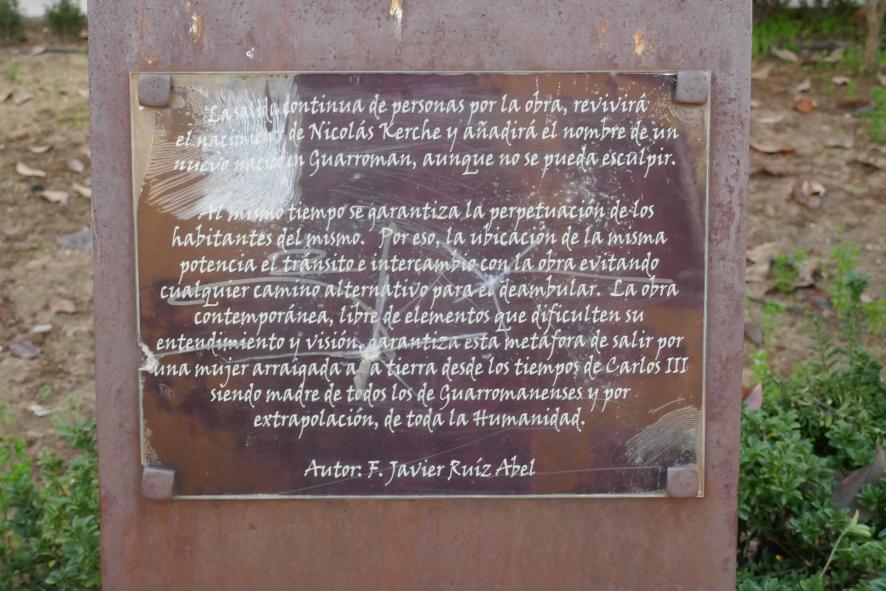 "La salida continua de personas por la obra, revivirá
el nacimiento de Nicolás Kerche y añadirá el nombre de un
nuevo nacido en Guarromán, aunque no se pueda esculpir.
Al mismo tiempo se garantiza la perpetuación de los
habitantes del mismo. Por eso, la ubicación de la misma
potencia el tránsito e intercambio con la obra evitando
cualquier camino alternativo para el deambular. La obra
contemporánea, libre de elementos que dificulten su
entendimiento y visión, garantiza esta metáfora de salir por
una mujer arraigada a la tierra desde los tiempos de Carlos III
siendo madre de todos los de Guarromanenses y por
extrapolación, de toda la Humanidad.
Autor: F. Javier Ruíz Abel